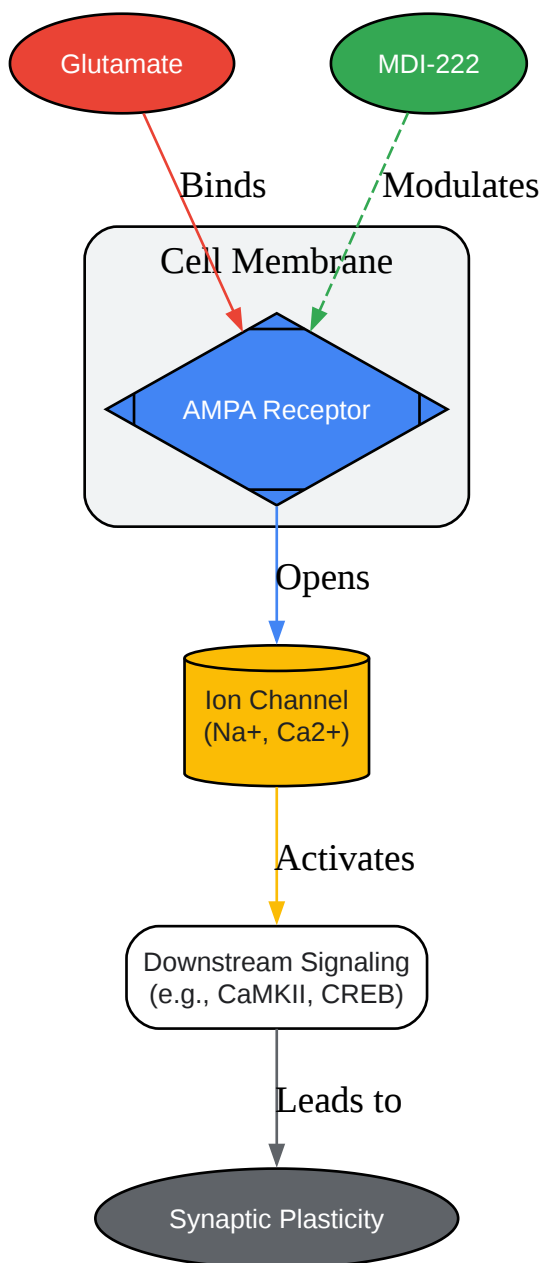 Glutamate
MDI-222
Binds
Modulates
Cell Membrane
AMPA Receptor
Opens
Ion Channel
(Na+, Ca2+)
Activates
Downstream Signaling
(e.g., CaMKII, CREB)
Leads to
Synaptic Plasticity